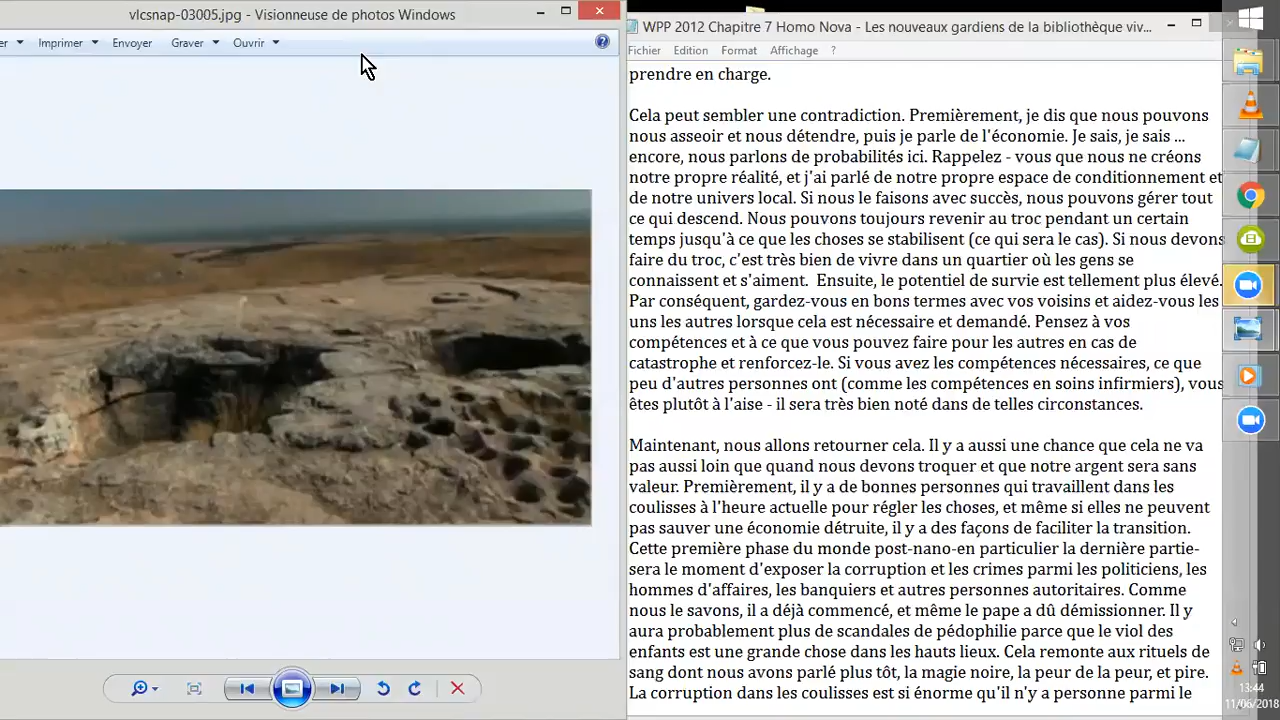 vlcsnap-03005.jpg - Visionneuse de photos Windows
er
Imprimer
Envoyer
Graver
Ouvrir
WPP 2012 Chapitre 7 Homo Nova - Les nouveaux gardiens de la bibliothèque viv...
Fichier Edition Format Affichage ?
prendre en charge.
Cela peut sembler une contradiction. Premièrement, je dis que nous pouvons
nous asseoir et nous détendre, puis je parle de l'économie. Je sais, je sais ...
encore, nous parlons de probabilités ici. Rappelez - vous que nous ne créons
notre propre réalité, et j'ai parlé de notre propre espace de conditionnement et
de notre univers local. Si nous le faisons avec succès, nous pouvons gérer tout
ce qui descend. Nous pouvons toujours revenir au troc pendant un certain
temps jusqu'à ce que les choses se stabilisent (ce qui sera le cas). Si nous devons
faire du troc, c'est très bien de vivre dans un quartier où les gens se
connaissent et s'aiment.  Ensuite, le potentiel de survie est tellement plus élevé.
Par conséquent, gardez-vous en bons termes avec vos voisins et aidez-vous les
uns les autres lorsque cela est nécessaire et demandé. Pensez à vos
compétences et à ce que vous pouvez faire pour les autres en cas de
catastrophe et renforcez-le. Si vous avez les compétences nécessaires, ce que
peu d'autres personnes ont (comme les compétences en soins infirmiers), vous
êtes plutôt à l'aise - il sera très bien noté dans de telles circonstances.
Maintenant, nous allons retourner cela. Il y a aussi une chance que cela ne va
pas aussi loin que quand nous devons troquer et que notre argent sera sans
valeur. Premièrement, il y a de bonnes personnes qui travaillent dans les
coulisses à l'heure actuelle pour régler les choses, et même si elles ne peuvent
pas sauver une économie détruite, il y a des façons de faciliter la transition.
Cette première phase du monde post-nano-en particulier la dernière partie-
sera le moment d'exposer la corruption et les crimes parmi les politiciens, les
hommes d'affaires, les banquiers et autres personnes autoritaires. Comme
nous le savons, il a déjà commencé, et même le pape a dû démissionner. Il y
aura probablement plus de scandales de pédophilie parce que le viol des
enfants est une grande chose dans les hauts lieux. Cela remonte aux rituels de
sang dont nous avons parlé plus tôt, la magie noire, la peur de la peur, et pire.
La corruption dans les coulisses est si énorme qu'il n'y a personne parmi le
13:44
11/06/2018